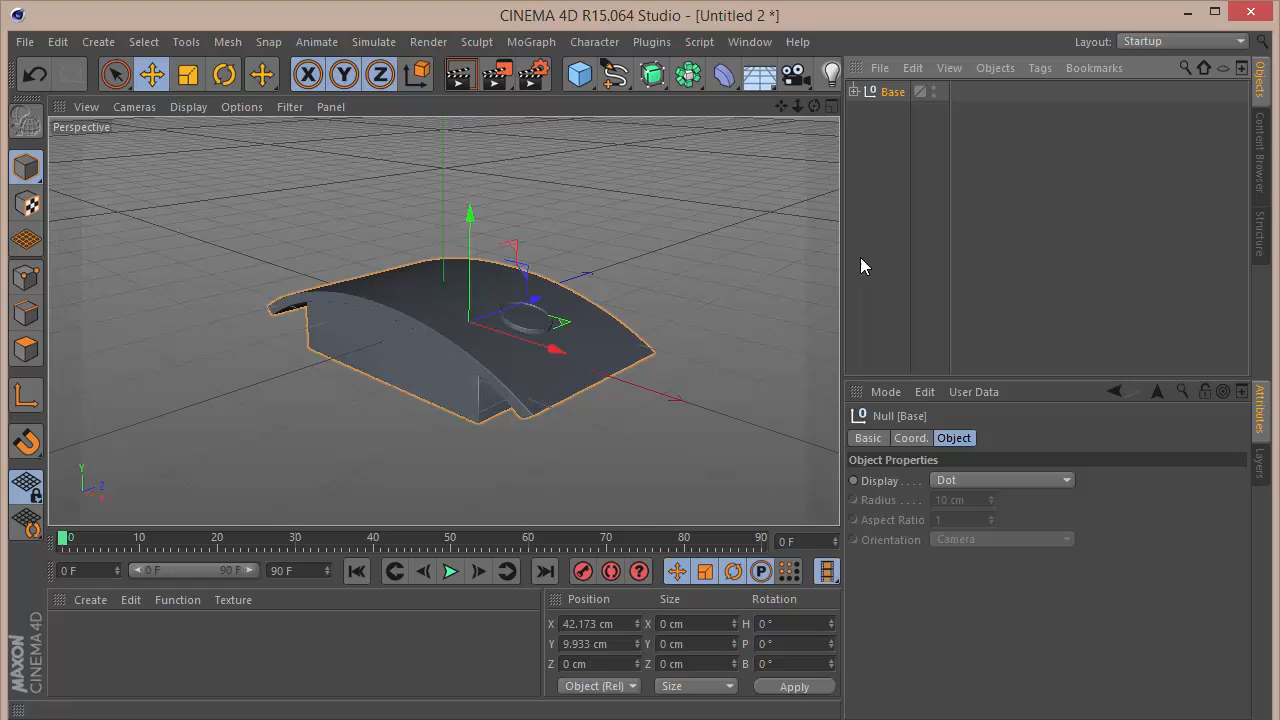 CINEMA 4D R15.064 Studio - [Untitled 2 *]
File Edit Create Select Tools Mesh Snap Animate Simulate Render Sculpt MoGraph Character Plugins Script Window Help
Layout: Startup
X Y Z
File Edit View Objects Tags Bookmarks
Base
View Cameras Display Options Filter Panel
Perspective
Y
Z
X
Objects
Content Browser
Structure
Mode Edit User Data
Null [Base]
Basic Coord. Object
Object Properties
Display . . . . Dot
Radius . . . . 10 cm
Aspect Ratio 1
Orientation Camera
Attributes
Layers
0 10 20 30 40 50 60 70 80 90 0 F
0 F 0 F 90 F 90 F
P
Create Edit Function Texture
Position Size Rotation
X 42.173 cm X 0 cm H 0 °
Y 9.933 cm Y 0 cm P 0 °
Z 0 cm Z 0 cm B 0 °
Object (Rel) Size Apply
MAXON
CINEMA 4D